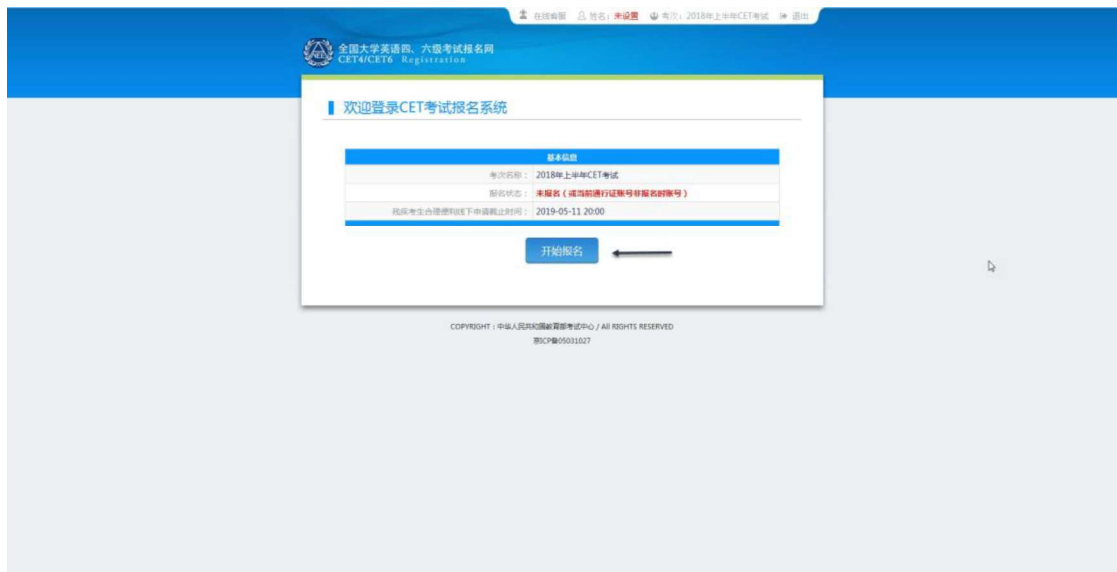 在线客服 姓名：未设置 考次：2018年上半年CET考试 退出
全国大学英语四、六级考试报名网
CET4/CET6 Registration
欢迎登录CET考试报名系统
基本信息
考次名称： 2018年上半年CET考试
报名状态： 未报名（或当前通行证账号非报名时账号）
残疾考生合理便利线下申请截止时间： 2019-05-11 20:00
开始报名
COPYRIGHT：中华人民共和国教育部考试中心 / All RIGHTS RESERVED
京ICP备05031027